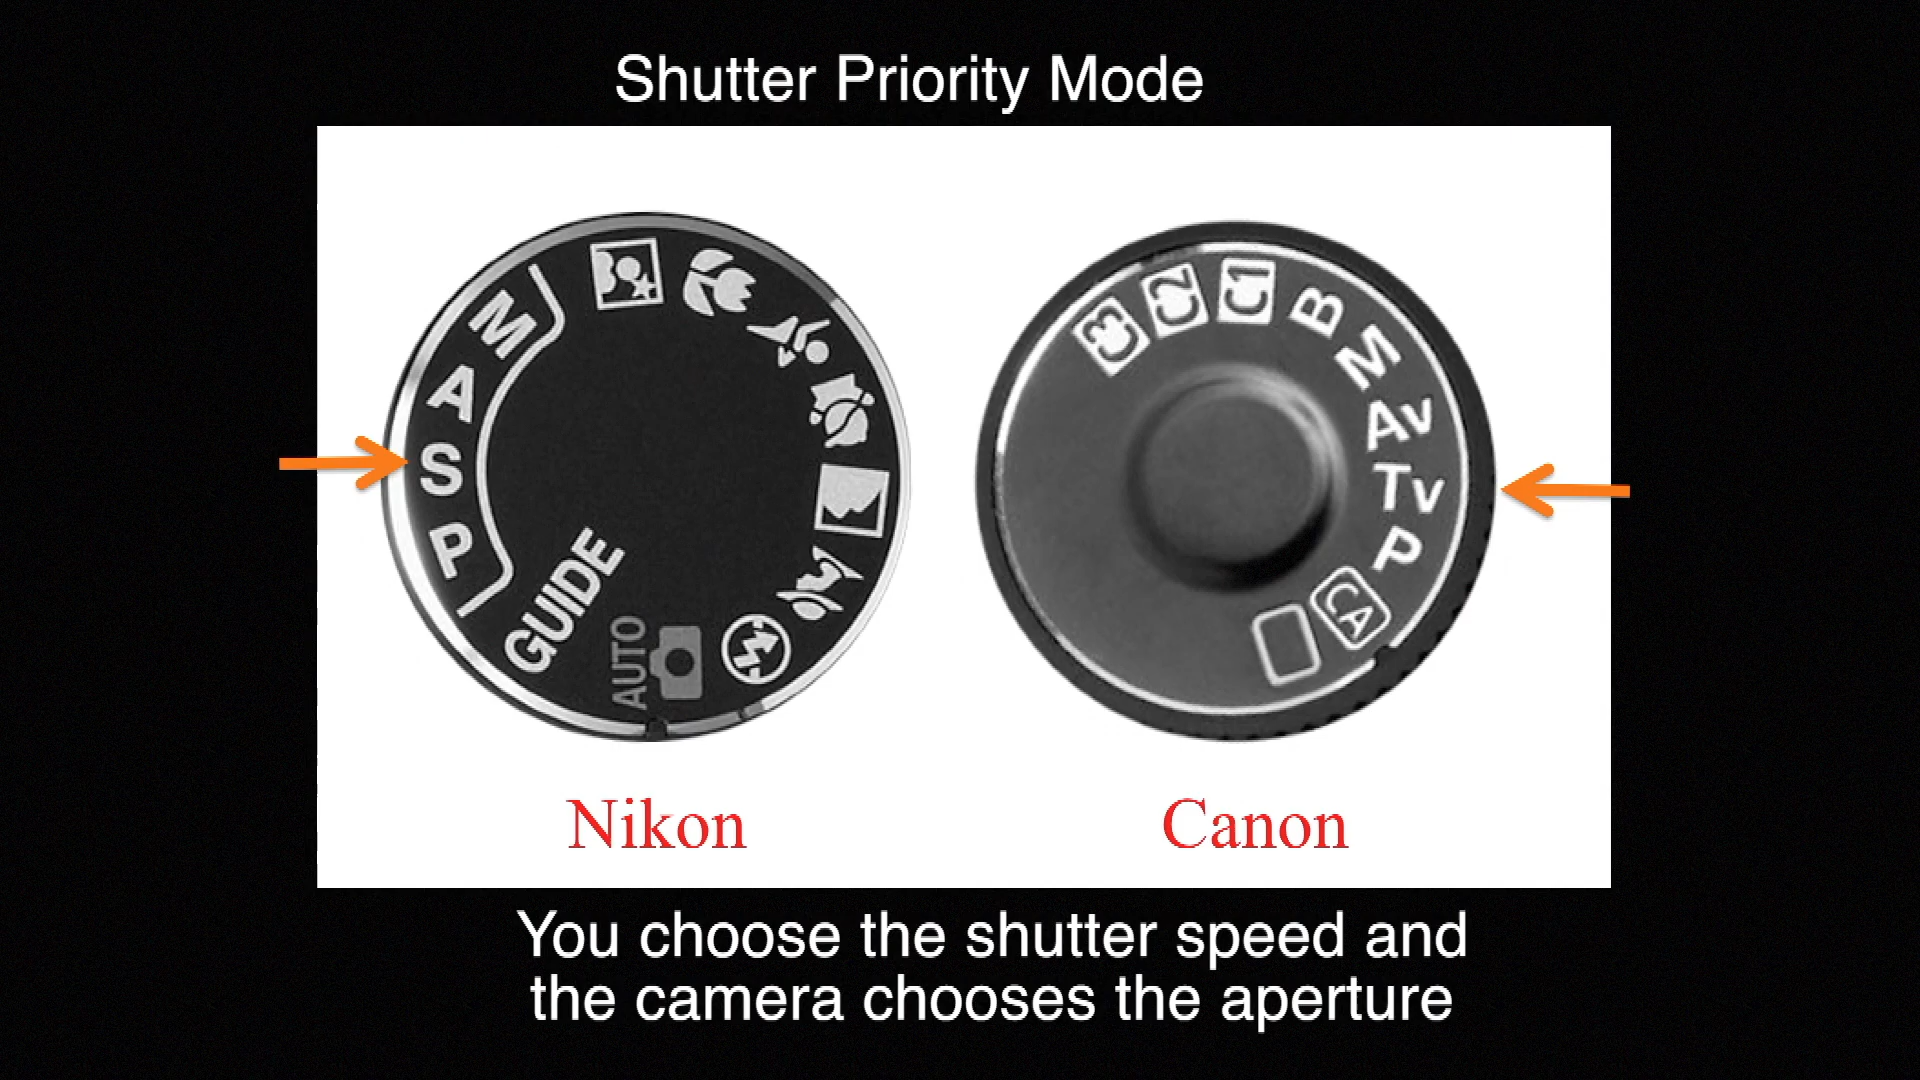 Shutter Priority Mode
M
A
S
P
GUIDE
AUTO
C3
C2
C1
B
M
Av
Tv
P
CA
Nikon
Canon
You choose the shutter speed and
the camera chooses the aperture